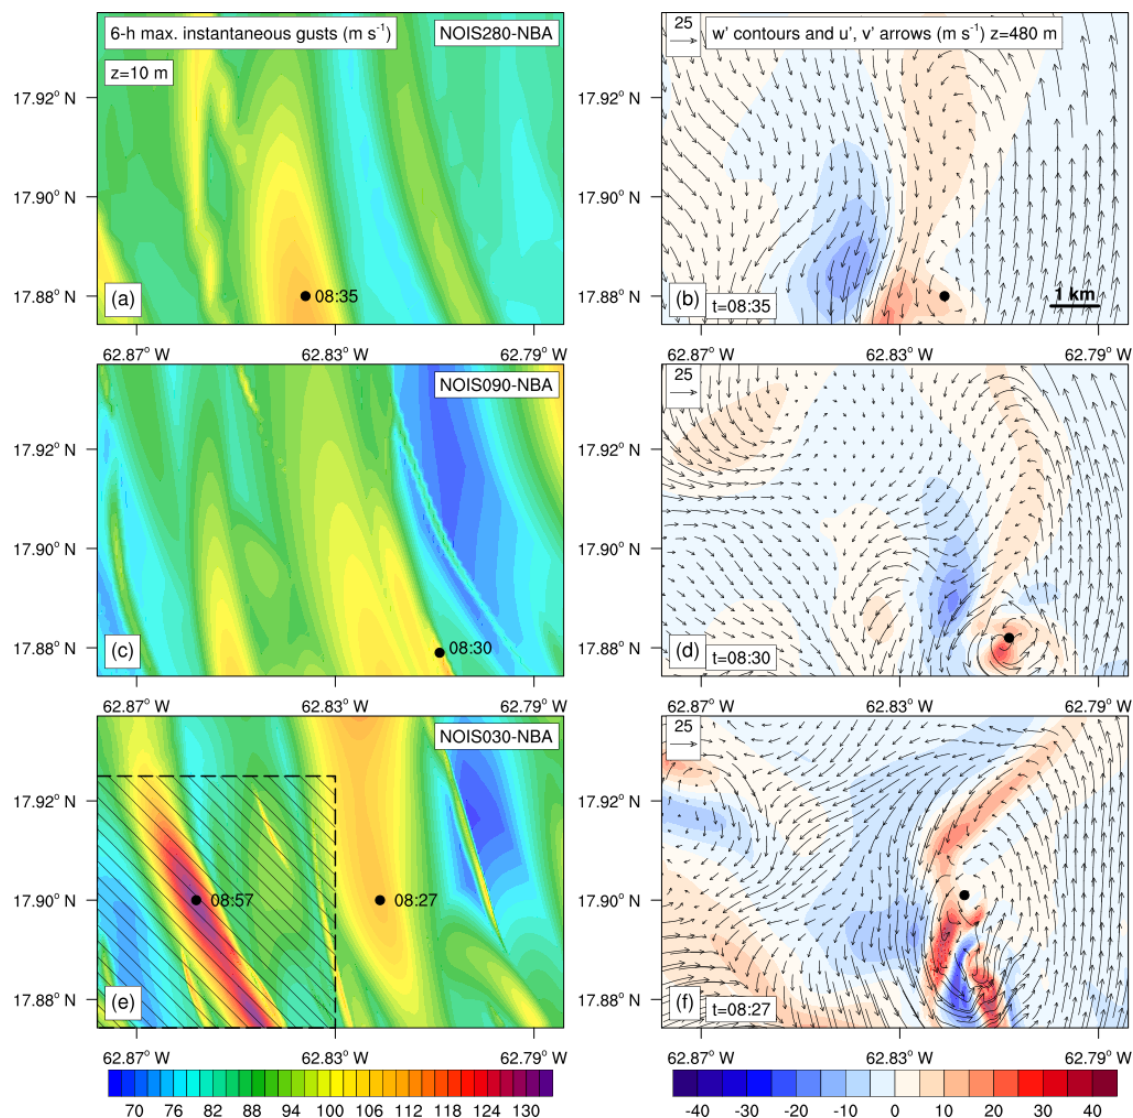 6-h max. instantaneous gusts (m s⁻¹)
NOIS280-NBA
z=10 m
17.92° N
17.90° N
17.88° N
(a)
08:35
62.87° W
62.83° W
62.79° W
25
w' contours and u', v' arrows (m s⁻¹) z=480 m
17.92° N
17.90° N
17.88° N
(b)
t=08:35
1 km
62.83° W
62.79° W
NOIS090-NBA
17.92° N
17.90° N
17.88° N
(c)
08:30
62.87° W
62.83° W
62.79° W
25
17.92° N
17.90° N
17.88° N
(d)
t=08:30
62.83° W
62.79° W
NOIS030-NBA
17.92° N
17.90° N
17.88° N
08:57
08:27
(e)
62.87° W
62.83° W
62.79° W
25
17.92° N
17.90° N
17.88° N
(f)
t=08:27
62.83° W
62.79° W
70 76 82 88 94 100 106 112 118 124 130
-40 -30 -20 -10 0 10 20 30 40